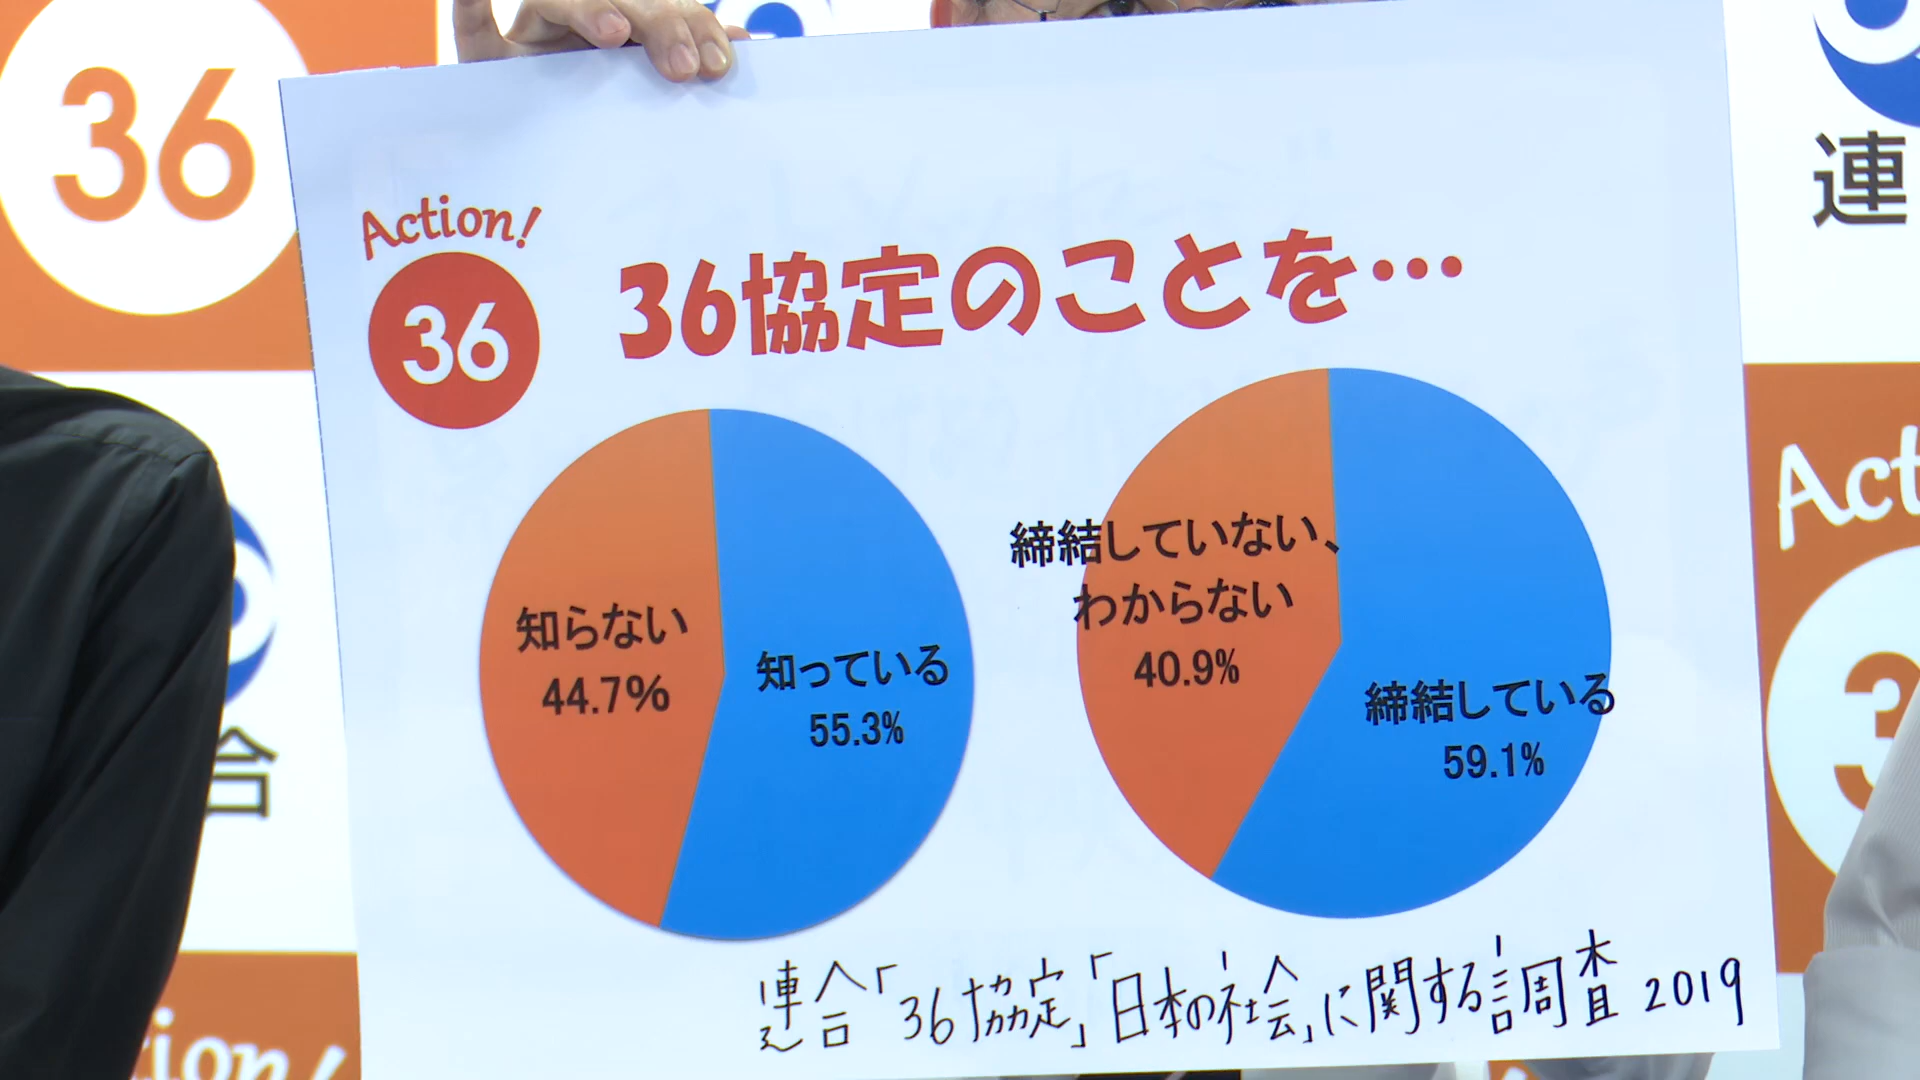 36
連
Action!
36
36協定のことを…
知らない
44.7%
知っている
55.3%
締結していない、
わからない
40.9%
締結している
59.1%
連合「36協定」「日本の社会」に関する調査 2019
合
Act
3
ion!